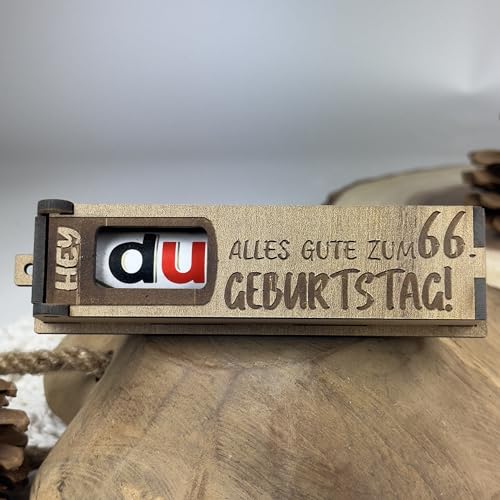 HEY
du
ALLES GUTE ZUM 66.
GEBURTSTAG!